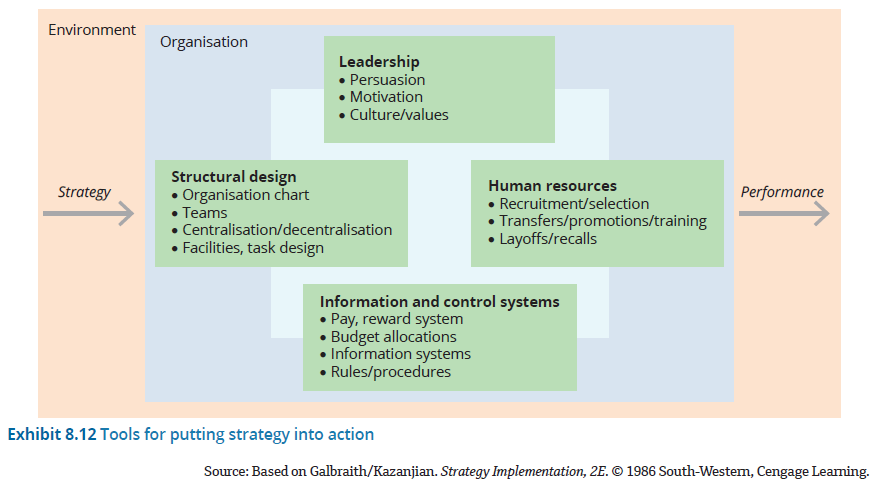 Environment
Organisation
Leadership
• Persuasion
• Motivation
• Culture/values
Strategy
Structural design
• Organisation chart
• Teams
• Centralisation/decentralisation
• Facilities, task design
Human resources
• Recruitment/selection
• Transfers/promotions/training
• Layoffs/recalls
Performance
Information and control systems
• Pay, reward system
• Budget allocations
• Information systems
• Rules/procedures
Exhibit 8.12 Tools for putting strategy into action
Source: Based on Galbraith/Kazanjian. Strategy Implementation, 2E. © 1986 South-Western, Cengage Learning.